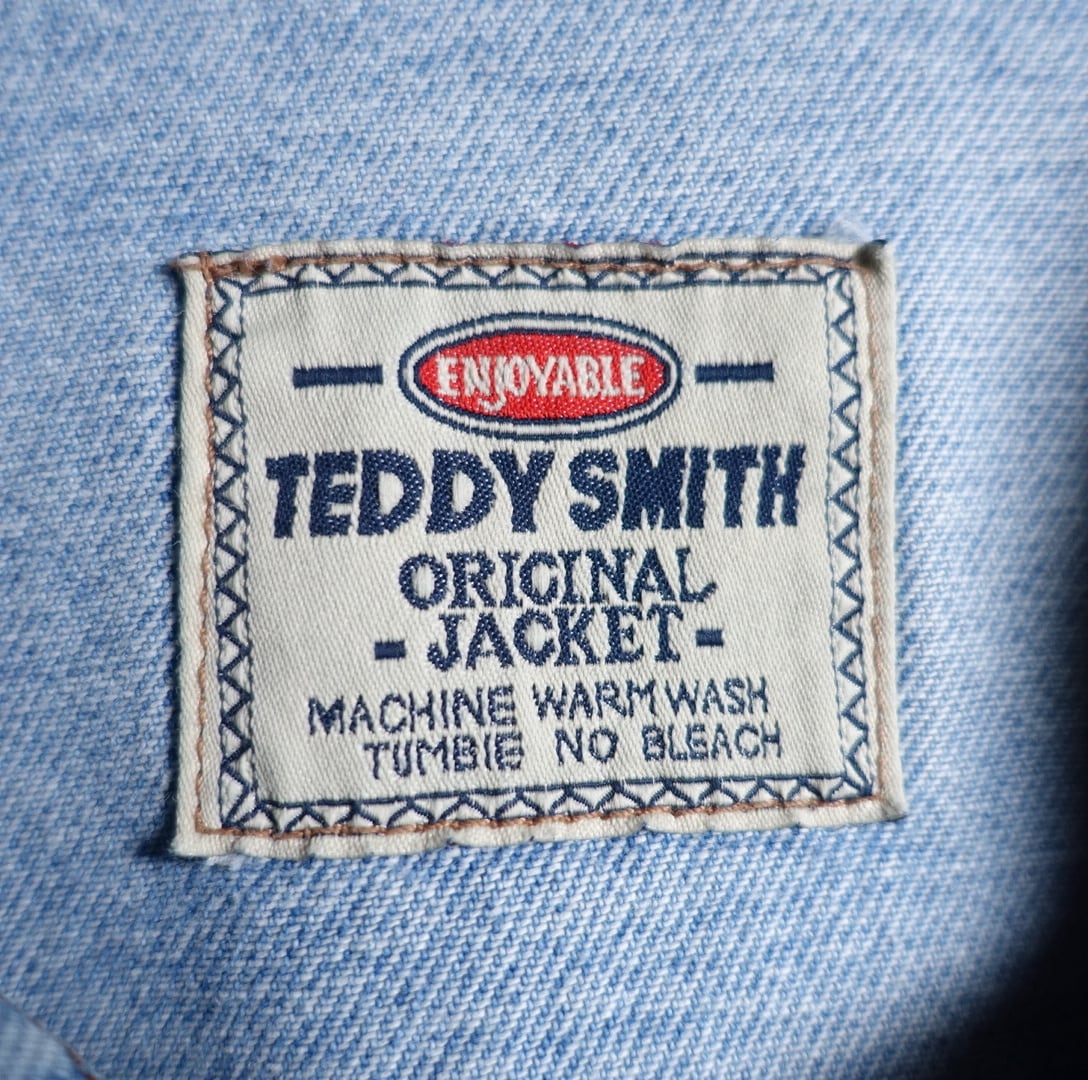 ENJOYABLE
TEDDY SMITH
ORIGINAL
- JACKET -
MACHINE WARM WASH
TUMBIE NO BLEACH